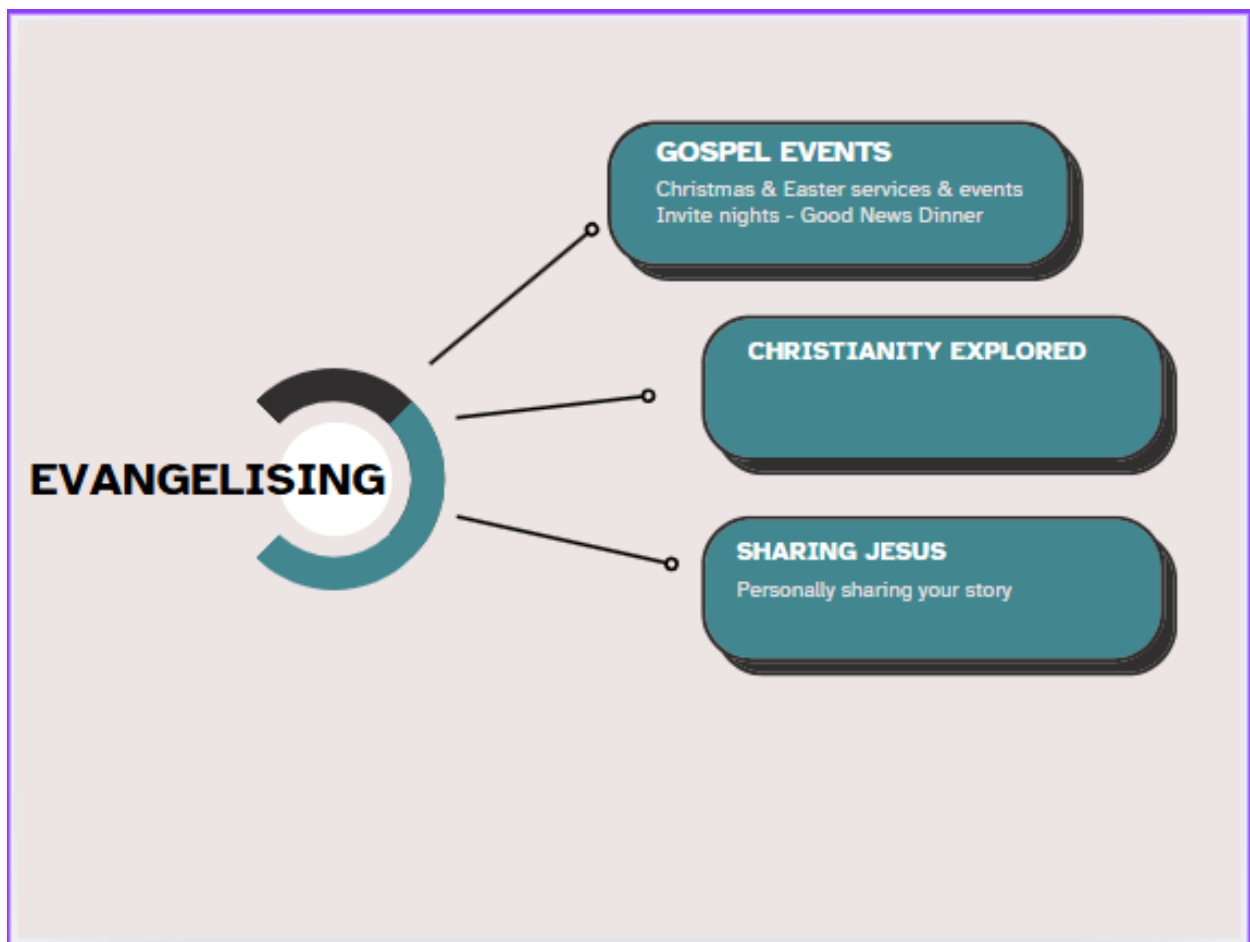 GOSPEL EVENTS
Christmas & Easter services & events
Invite nights - Good News Dinner
CHRISTIANITY EXPLORED
EVANGELISING
SHARING JESUS
Personally sharing your story